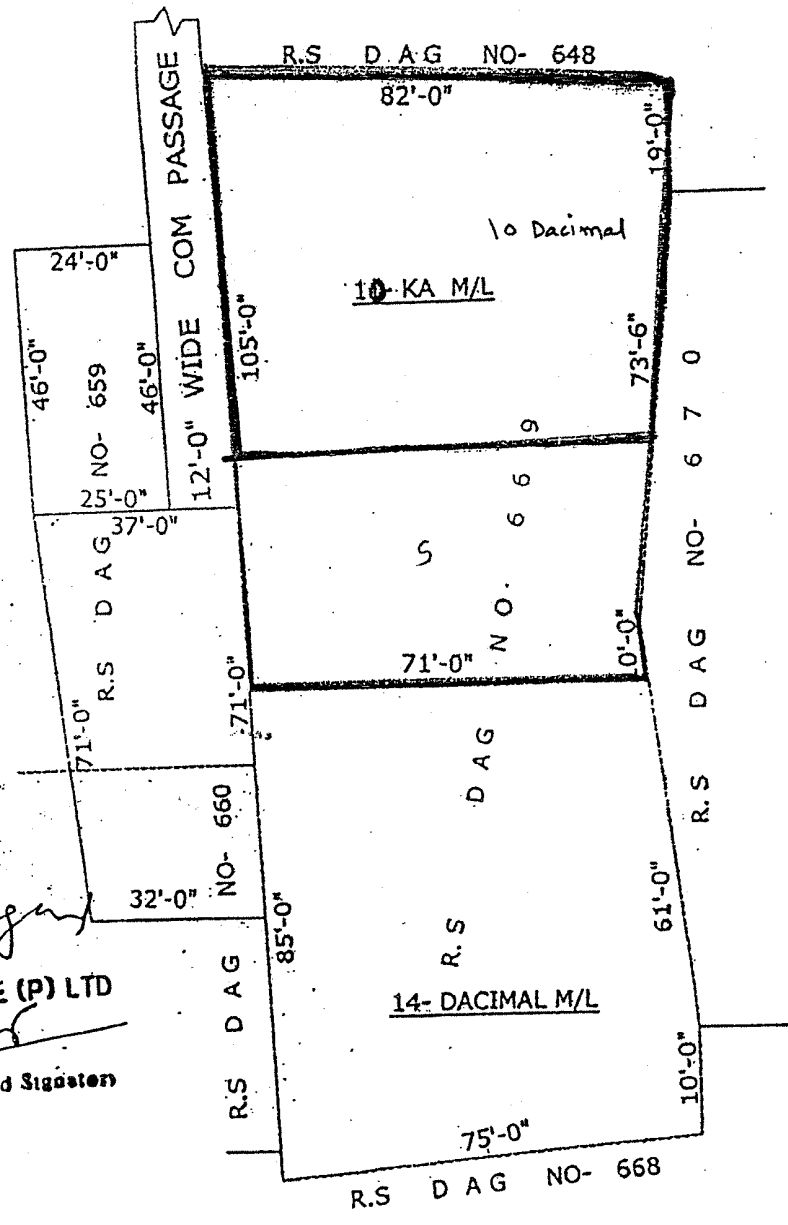 R.S DAG NO- 648
82'-0"
19'-0"
12'-0" WIDE COM PASSAGE
10 Dacimal
10-KA M/L
24'-0"
46'-0"
R.S DAG NO- 659
46'-0"
105'-0"
73'-6"
25'-0"
37'-0"
S
R.S DAG NO. 669
R.S DAG NO- 670
71'-0"
71'-0"
71'-0"
0'-0"
R.S DAG NO- 660
32'-0"
85'-0"
61'-0"
E (P) LTD
14- DACIMAL M/L
d Signatory
10'-0"
75'-0"
R.S DAG NO- 668